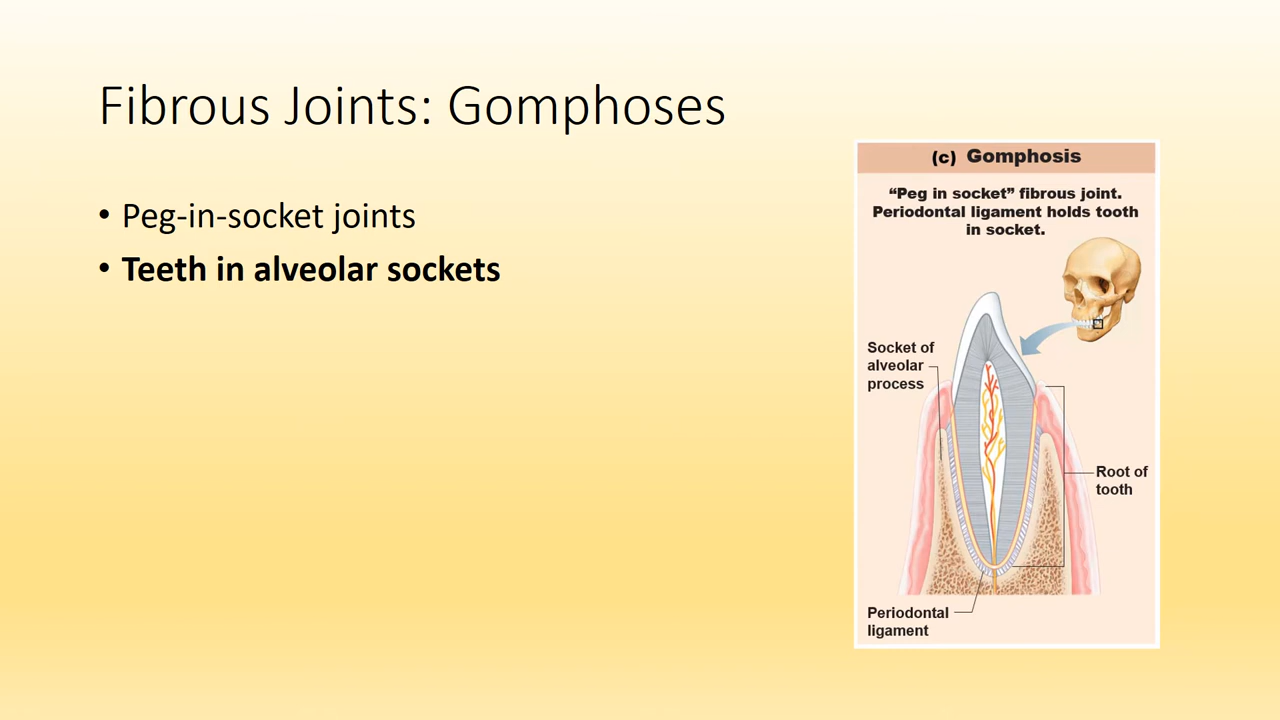 Fibrous Joints: Gomphoses
• Peg-in-socket joints
• Teeth in alveolar sockets
(c) Gomphosis
“Peg in socket” fibrous joint.
Periodontal ligament holds tooth
in socket.
Socket of
alveolar
process
Root of
tooth
Periodontal
ligament